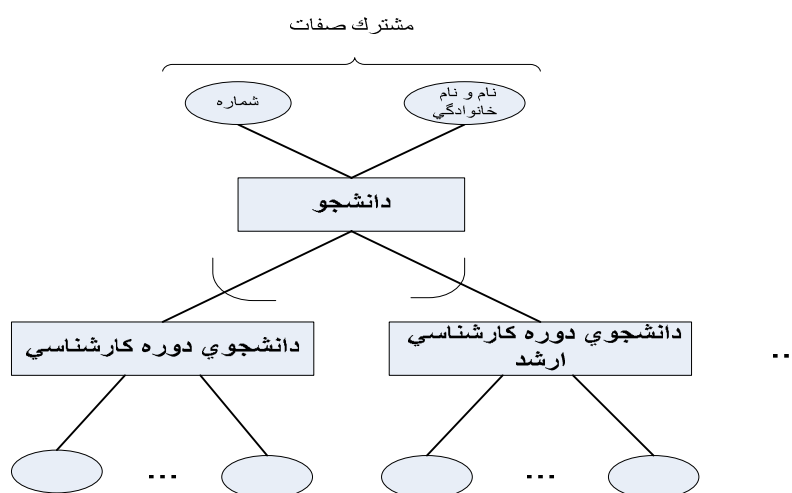 مشترك صفات
شماره
نام و نام
خانوادگي
دانشجو
دانشجوي دوره كارشناسي
دانشجوي دوره كارشناسي
ارشد
...
...
..